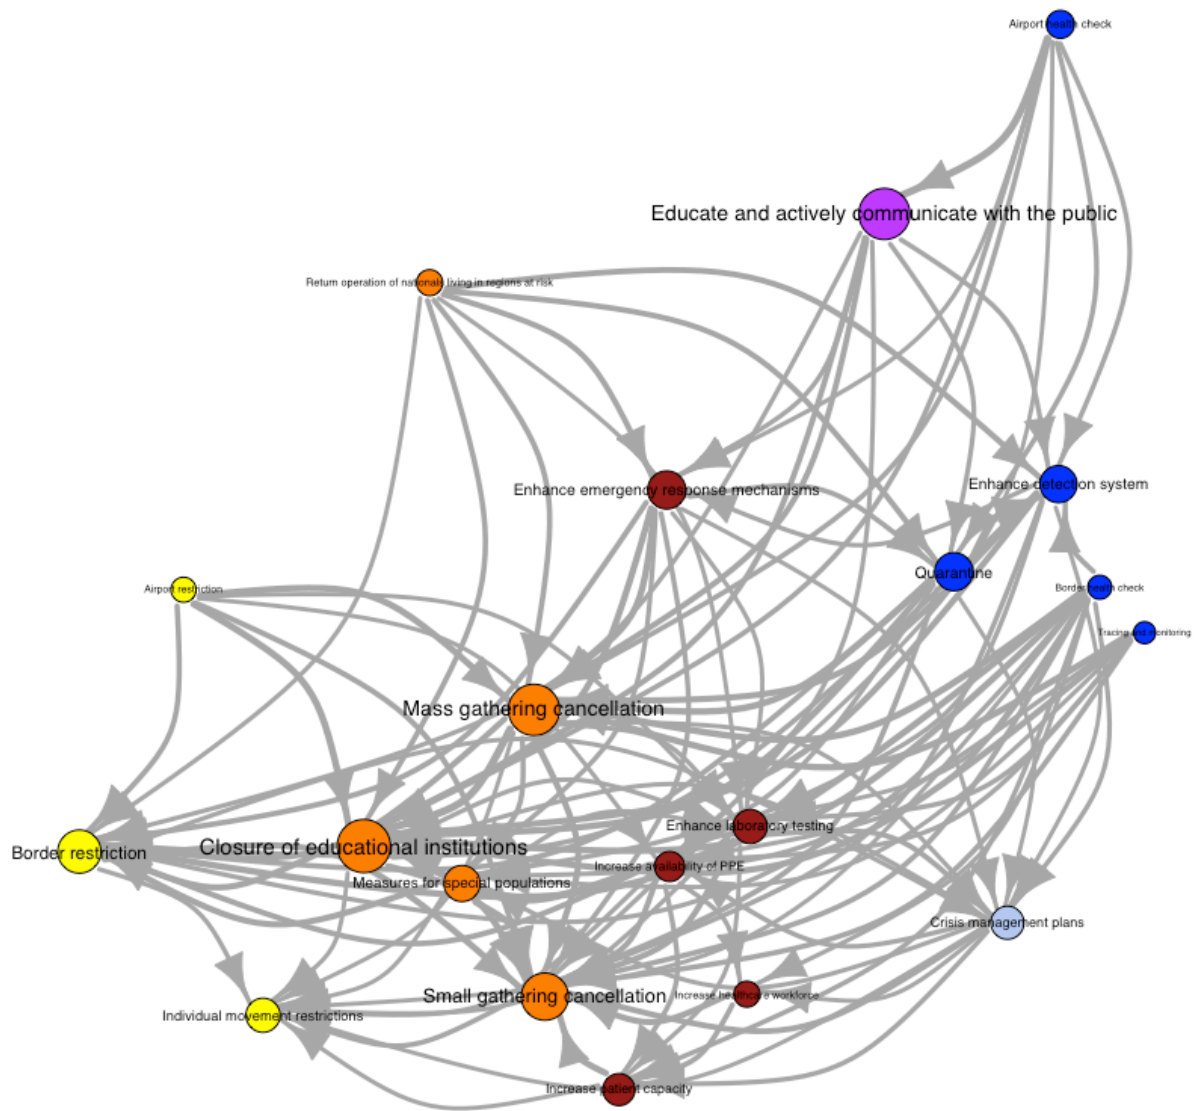 Airport health check
Educate and actively communicate with the public
Return operation of nationals living in regions at risk
Enhance emergency response mechanisms
Enhance detection system
Quarantine
Airport restriction
Border health check
Tracing and monitoring
Mass gathering cancellation
Enhance laboratory testing
Border restriction
Closure of educational institutions
Increase availability of PPE
Measures for special populations
Crisis management plans
Small gathering cancellation
Increase healthcare workforce
Individual movement restrictions
Increase patient capacity